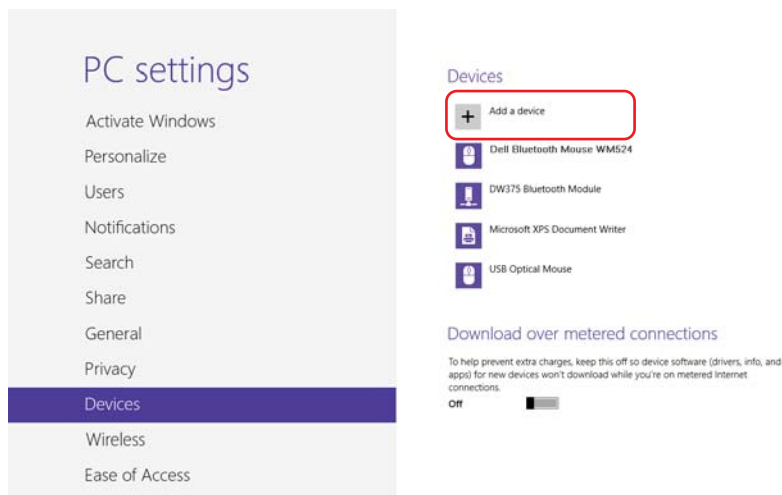 PC settings
Activate Windows
Personalize
Users
Notifications
Search
Share
General
Privacy
Devices
Wireless
Ease of Access
Devices
Add a device
Dell Bluetooth Mouse WM524
DW375 Bluetooth Module
Microsoft XPS Document Writer
USB Optical Mouse
Download over metered connections
To help prevent extra charges, keep this off so device software (drivers, info, and
apps) for new devices won't download while you're on metered Internet
connections.
Off